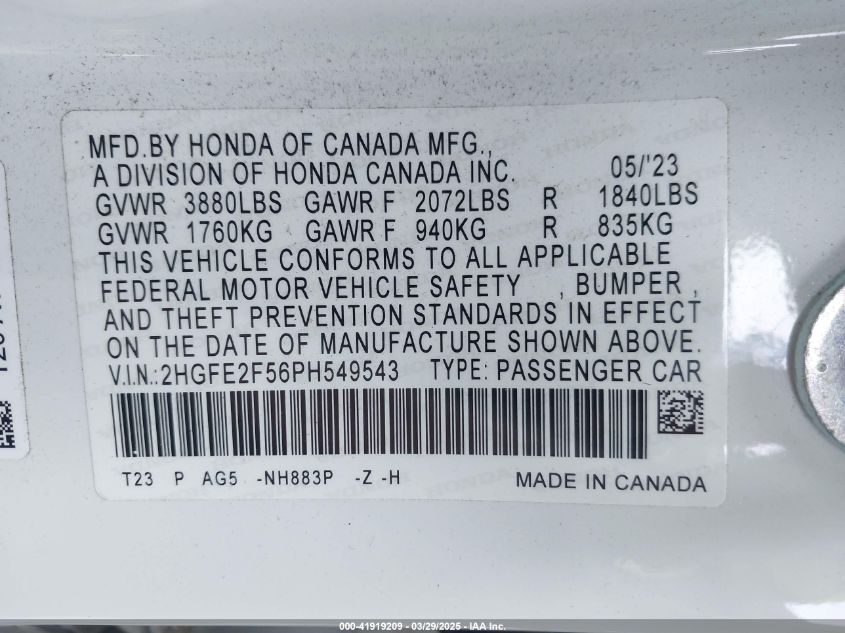 MFD.BY HONDA OF CANADA MFG.,
A DIVISION OF HONDA CANADA INC. 05/'23
GVWR 3880LBS GAWR F 2072LBS R 1840LBS
GVWR 1760KG GAWR F 940KG R 835KG
THIS VEHICLE CONFORMS TO ALL APPLICABLE
FEDERAL MOTOR VEHICLE SAFETY , BUMPER ,
AND THEFT PREVENTION STANDARDS IN EFFECT
ON THE DATE OF MANUFACTURE SHOWN ABOVE.
V.I.N.:2HGFE2F56PH549543 TYPE: PASSENGER CAR
T23 P AG5 -NH883P -Z -H MADE IN CANADA
000-41919209 - 03/29/2025 - IAA Inc.